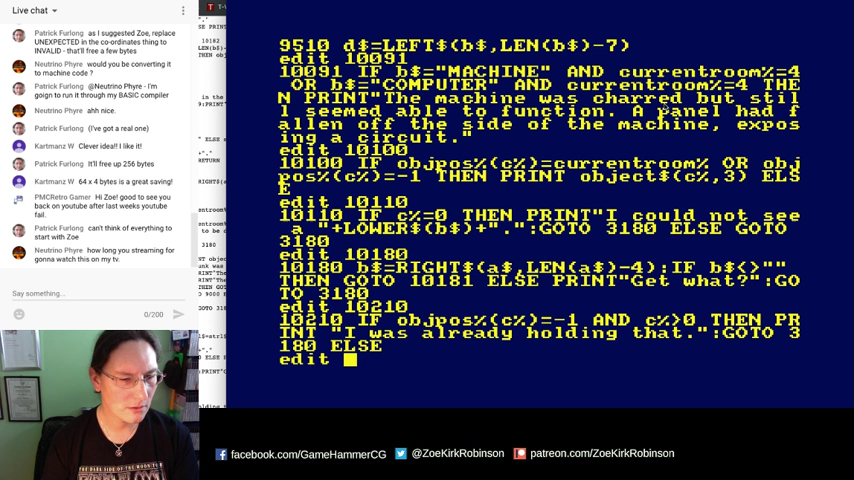 Live chat
Patrick Furlong as I suggested Zoe, replace
UNEXPECTED in the co-ordinates thing to
INVALID - that'll free a few bytes
Neutrino Phyre would you be converting it
to machine code ?
Patrick Furlong @Neutrino Phyre - I'm
goign to run it through my BASIC compiler
Neutrino Phyre ahh nice.
Patrick Furlong (I've got a real one)
Kartmanz W Clever idea!! I like it!
Patrick Furlong It'll free up 256 bytes
Kartmanz W 64 x 4 bytes is a great saving!
PMCRetro Gamer Hi Zoe! good to see you
back on youtube after last weeks youtube
fail.
Patrick Furlong can't think of everything to
start with Zoe
Neutrino Phyre how long you streaming for
gonna watch this on my tv.
Say something...
0/200
9510 d$=LEFT$(b$,LEN(b$)-7)
edit 10091
10091 IF b$="MACHINE" AND currentroom%=4
OR b$="COMPUTER" AND currentroom%=4 THE
N PRINT"The machine was charred but stil
l seemed able to function. A panel had f
allen off the side of the machine, expos
ing a circuit."
edit 10100
10100 IF objpos%(c%)=currentroom% OR obj
pos%(c%)=-1 THEN PRINT object$(c%,3) ELS
E
edit 10110
10110 IF c%=0 THEN PRINT"I could not see
a "+LOWER$(b$)+".":GOTO 3180 ELSE GOTO
3180
edit 10180
10180 b$=RIGHT$(a$,LEN(a$)-4):IF b$<>""
THEN GOTO 10181 ELSE PRINT"Get what?":GO
TO 3180
edit 10210
10210 IF objpos%(c%)=-1 AND c%>0 THEN PR
INT "I was already holding that.":GOTO 3
180 ELSE
edit
facebook.com/GameHammerCG
@ZoeKirkRobinson
patreon.com/ZoeKirkRobinson